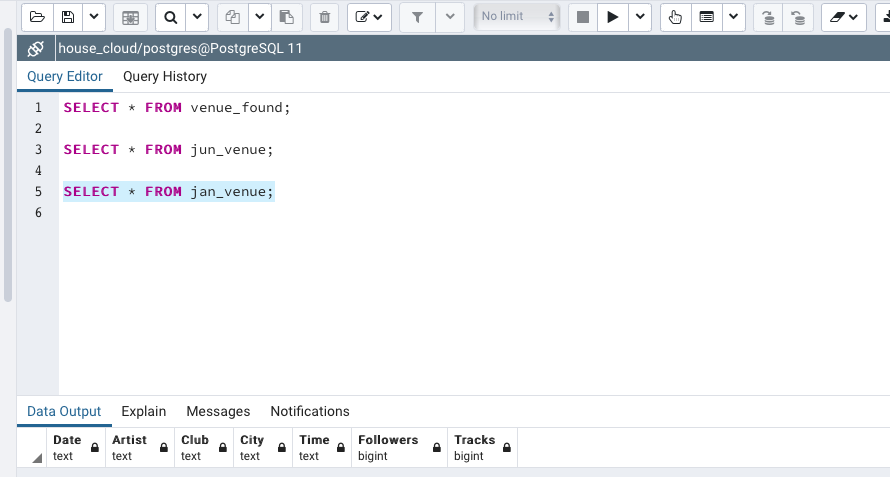 No limit
house_cloud/postgres@PostgreSQL 11
Query Editor Query History
1 SELECT * FROM venue_found;
2
3 SELECT * FROM jun_venue;
4
5 SELECT * FROM jan_venue;
6
Data Output Explain Messages Notifications
Date Artist Club City Time Followers Tracks
text text text text text bigint bigint